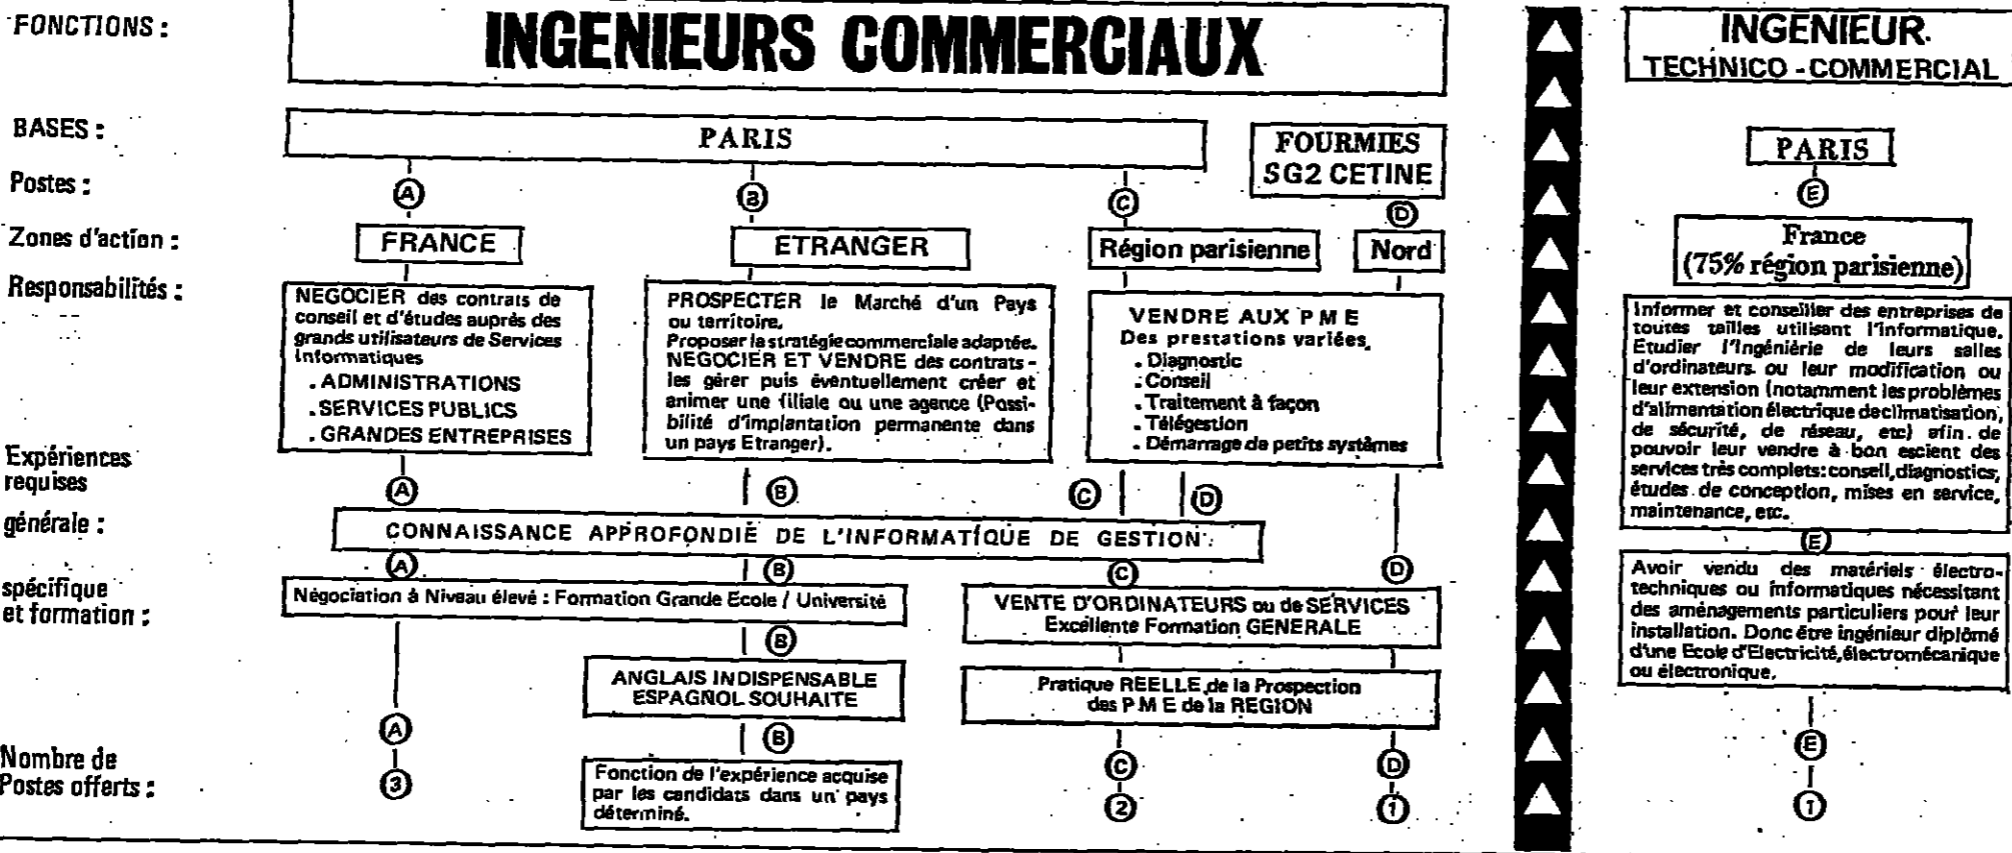 FONCTIONS :
INGENIEURS COMMERCIAUX
BASES :
PARIS
FOURMIES
SG2 CETINE
Postes :
A
B
C
D
Zones d'action :
FRANCE
ETRANGER
Région parisienne
Nord
Responsabilités :
NEGOCIER des contrats de
conseil et d'études auprès des
grands utilisateurs de Services
Informatiques
. ADMINISTRATIONS
. SERVICES PUBLICS
. GRANDES ENTREPRISES
PROSPECTER le Marché d'un Pays
ou territoire.
Proposer la stratégie commerciale adaptée.
NEGOCIER ET VENDRE des contrats -
les gérer puis éventuellement créer et
animer une filiale ou une agence (Possi-
bilité d'implantation permanente dans
un pays Etranger).
VENDRE AUX P M E
Des prestations variées.
. Diagnostic
. Conseil
. Traitement à façon
. Télégestion
. Démarrage de petits systèmes
Expériences
requises
A
B
C
D
générale :
CONNAISSANCE APPROFONDIE DE L'INFORMATIQUE DE GESTION
A
B
C
D
spécifique
et formation :
Négociation à Niveau élevé : Formation Grande Ecole / Université
VENTE D'ORDINATEURS ou de SERVICES
Excellente Formation GENERALE
B
ANGLAIS INDISPENSABLE
ESPAGNOL SOUHAITE
Pratique REELLE de la Prospection
des P M E de la REGION
A
B
C
D
Nombre de
Postes offerts :
3
Fonction de l'expérience acquise
par les candidats dans un pays
déterminé.
2
1
INGENIEUR
TECHNICO - COMMERCIAL
PARIS
E
France
(75% région parisienne)
Informer et conseiller des entreprises de
toutes tailles utilisant l'informatique.
Etudier l'Ingénièrie de leurs salles
d'ordinateurs ou leur modification ou
leur extension (notamment les problèmes
d'alimentation électrique de climatisation,
de sécurité, de réseau, etc) afin de
pouvoir leur vendre à bon escient des
services très complets: conseil, diagnostics,
études de conception, mises en service,
maintenance, etc.
E
Avoir vendu des matériels électro-
techniques ou informatiques nécessitant
des aménagements particuliers pour leur
installation. Donc être ingénieur diplômé
d'une Ecole d'Electricité, électromécanique
ou électronique.
E
1